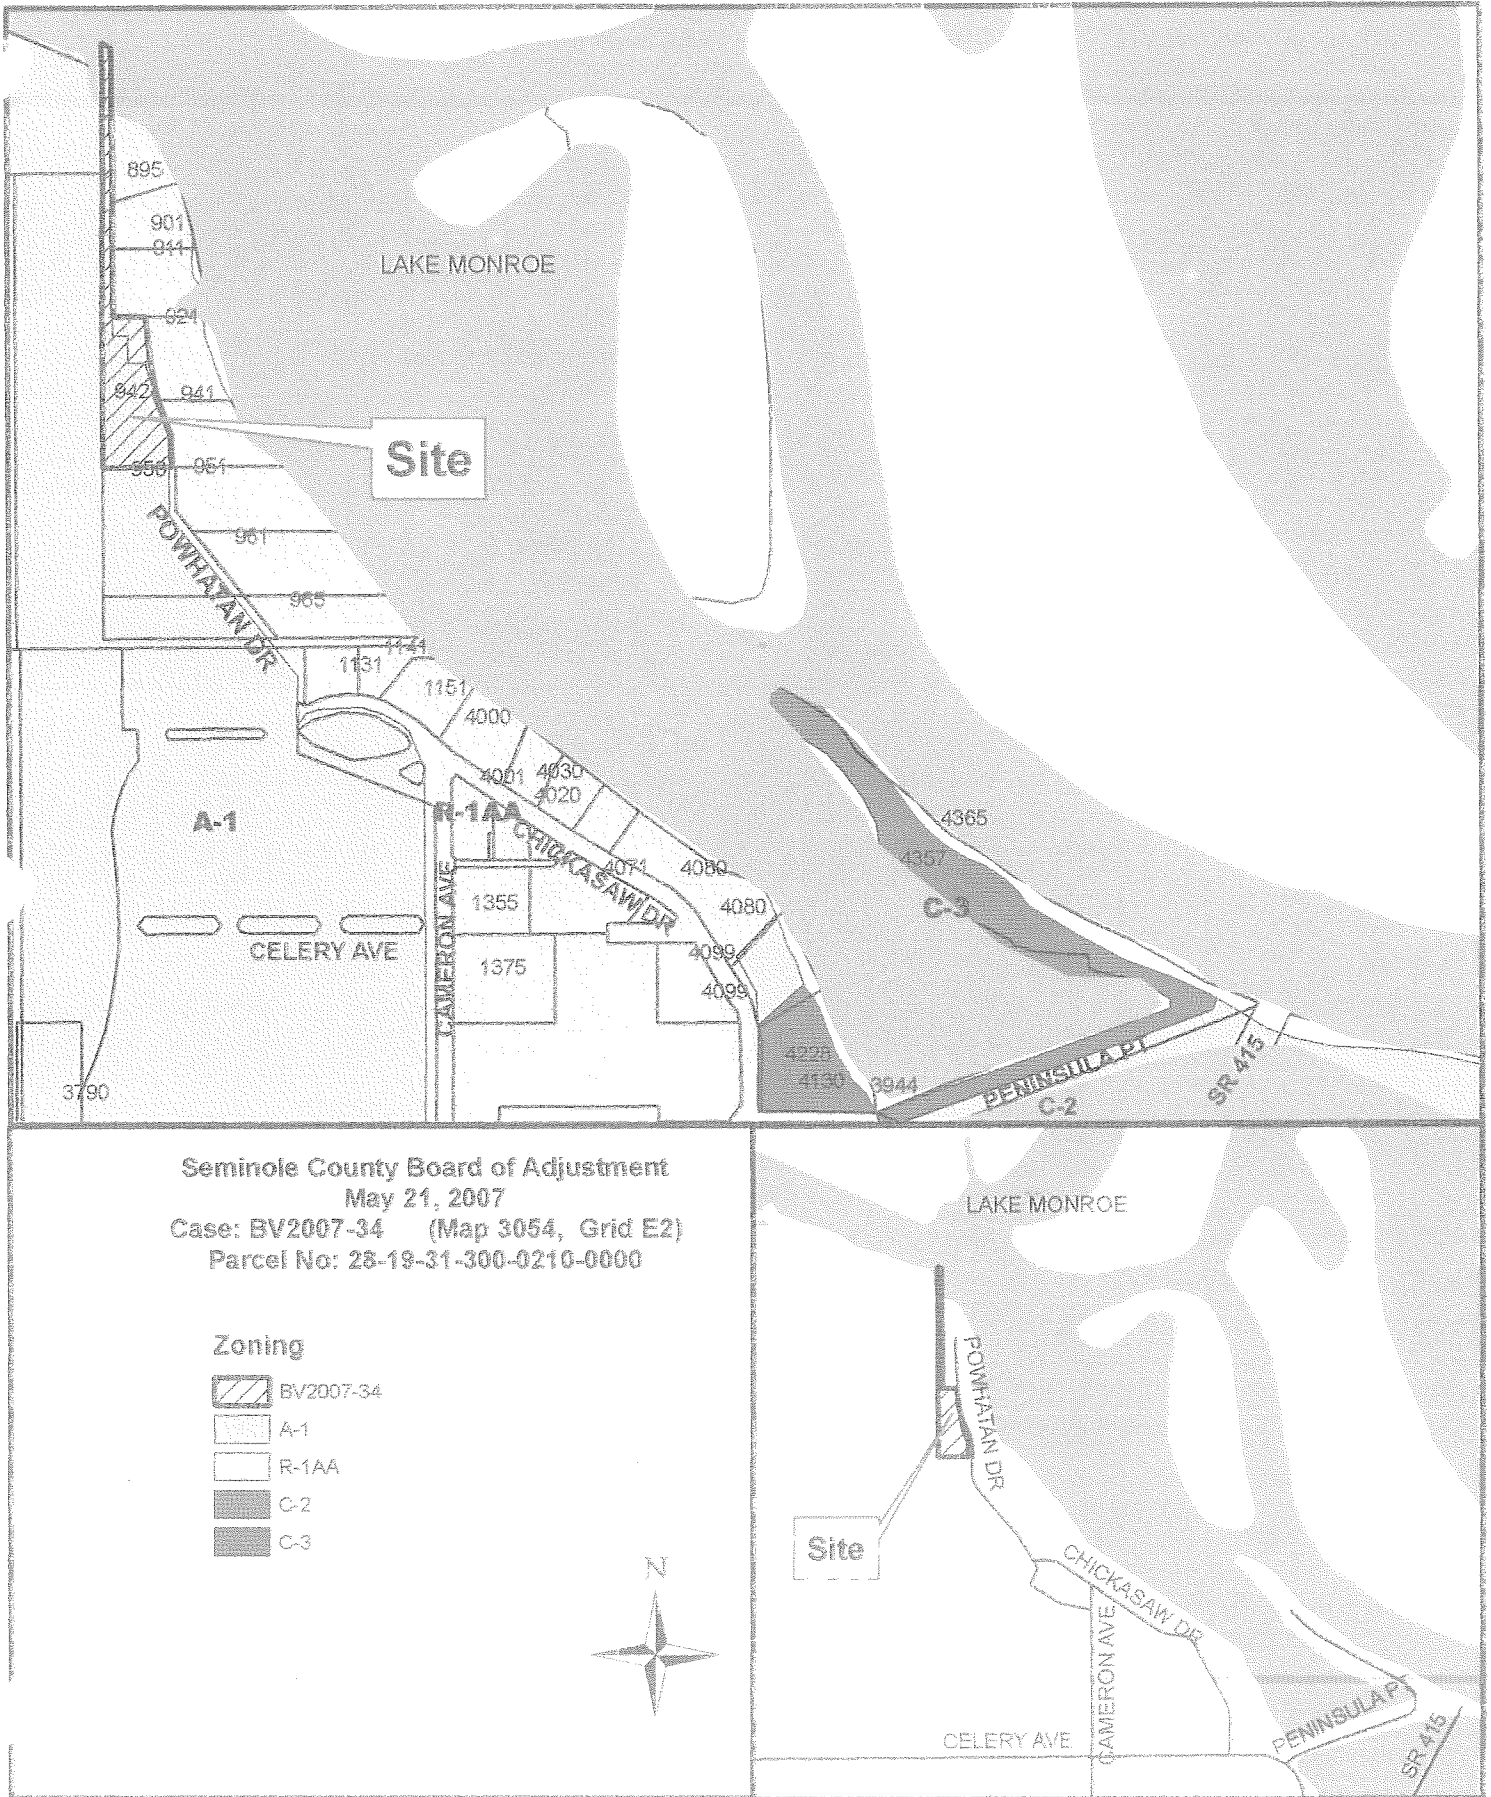 895
901
911
LAKE MONROE
921
942
941
Site
950
951
POWHATAN DR
961
965
1141
1131
1151
4000
4001
4030
4020
A-1
R-1AA
CHICKASAW DR
4365
4357
4071
4060
C-3
1355
4080
CAMERON AVE
CELERY AVE
4099
1375
4099
4228
4130
3944
PENINSULA PT
SR 415
C-2
3790
Seminole County Board of Adjustment
May 21, 2007
Case: BV2007-34 (Map 3054, Grid E2)
Parcel No: 28-19-31-300-0210-0000
Zoning
BV2007-34
A-1
R-1AA
C-2
C-3
N
LAKE MONROE
POWHATAN DR
Site
CHICKASAW DR
CAMERON AVE
CELERY AVE
PENINSULA PT
SR 415